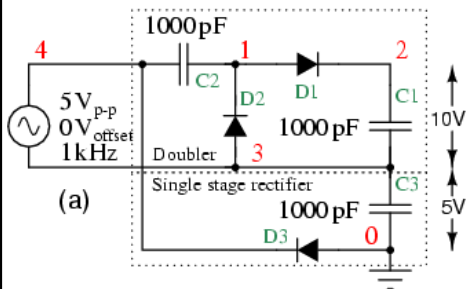 1000pF
4
1
2
C2
D2
D1
C1
5Vp-p
0Voffset
1kHz
1000pF
10V
Doubler
3
Single stage rectifier
C3
(a)
1000pF
5V
D3
0